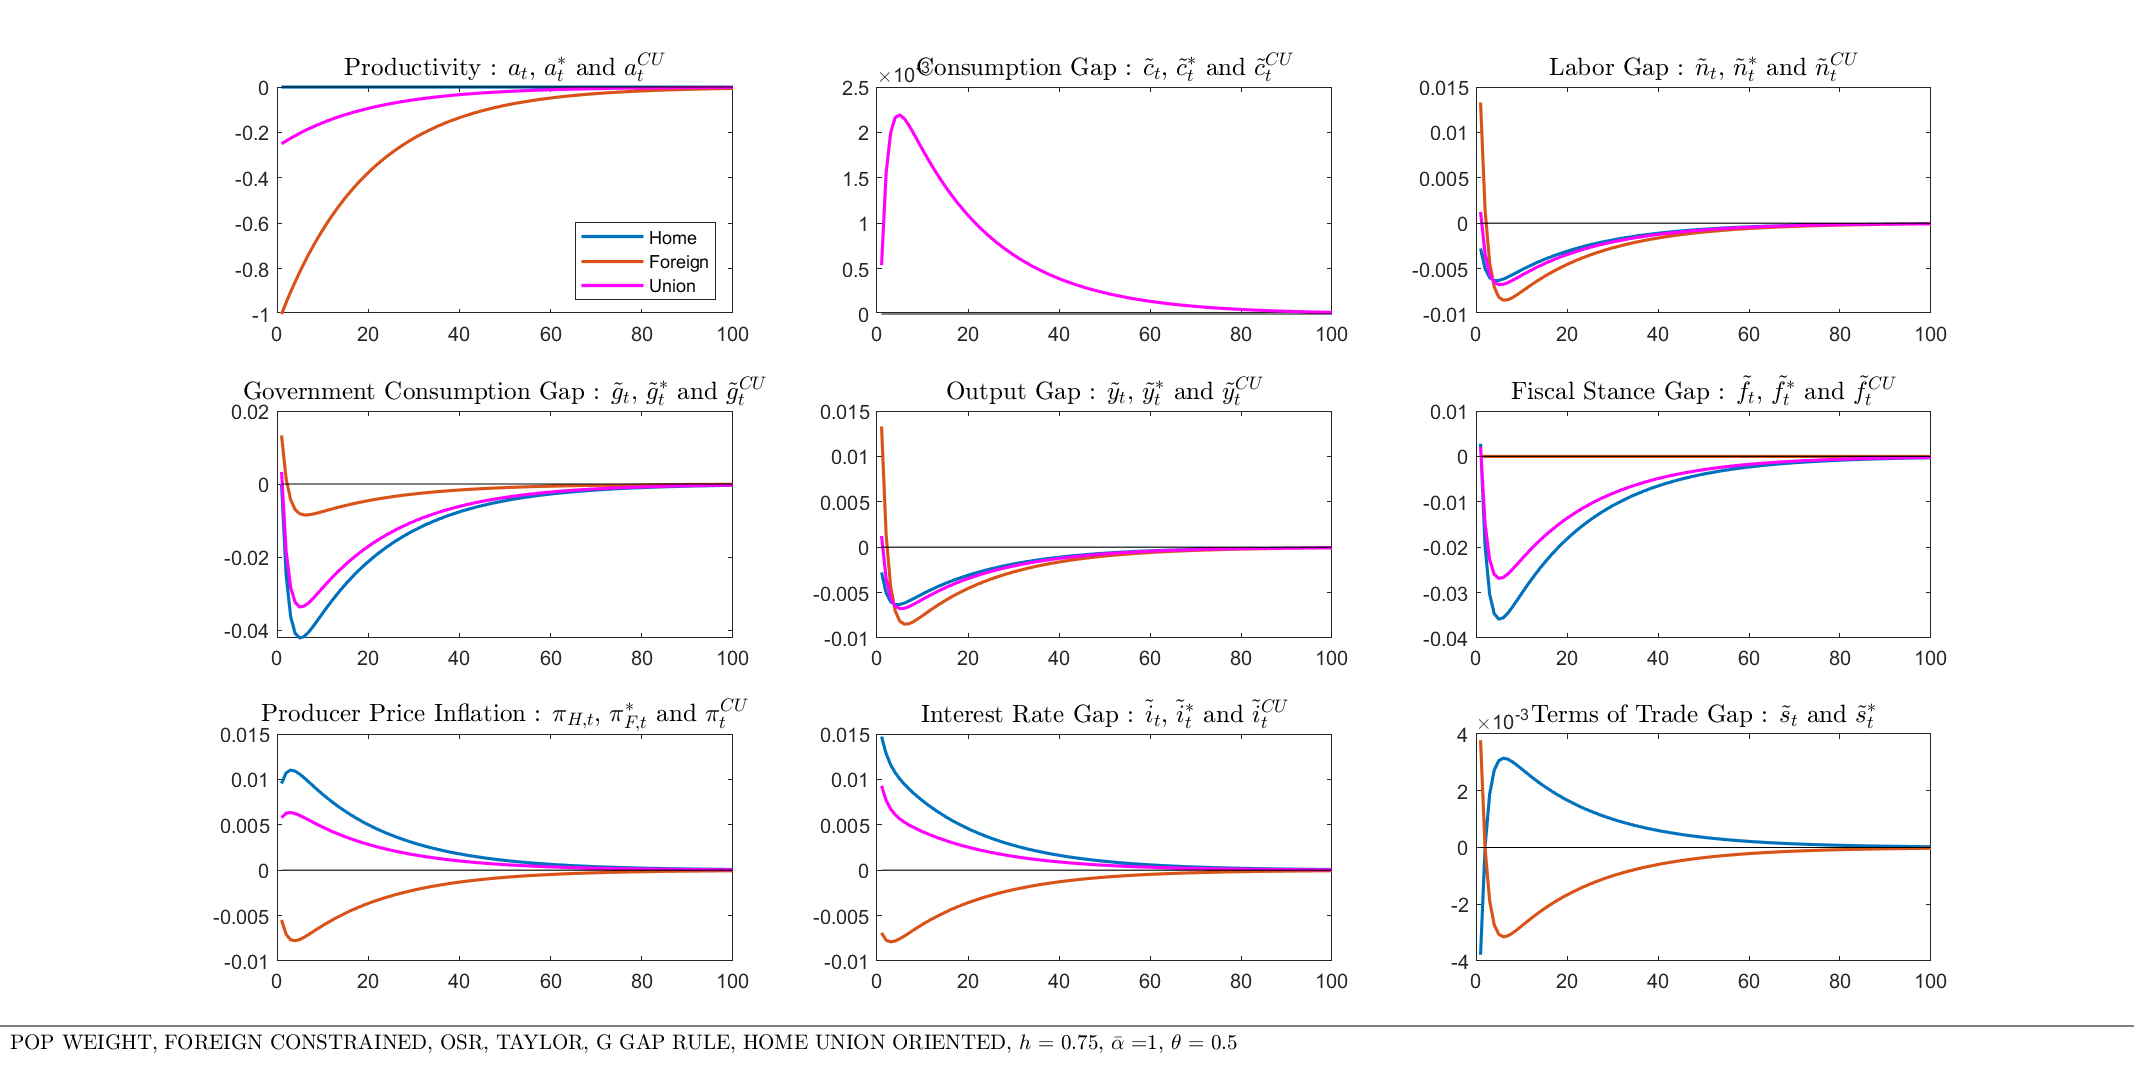 Productivity : a_t, a_t^* and a_t^{CU}
0
-0.2
-0.4
-0.6
-0.8
-1
0 20 40 60 80 100
Home
Foreign
Union
×10
Consumption Gap : c̃_t, c̃_t^* and c̃_t^{CU}
2.5
2
1.5
1
0.5
0
0 20 40 60 80 100
Labor Gap : ñ_t, ñ_t^* and ñ_t^{CU}
0.015
0.01
0.005
0
-0.005
-0.01
0 20 40 60 80 100
Government Consumption Gap : g̃_t, g̃_t^* and g̃_t^{CU}
0.02
0
-0.02
-0.04
0 20 40 60 80 100
Output Gap : ỹ_t, ỹ_t^* and ỹ_t^{CU}
0.015
0.01
0.005
0
-0.005
-0.01
0 20 40 60 80 100
Fiscal Stance Gap : f̃_t, f̃_t^* and f̃_t^{CU}
0.01
0
-0.01
-0.02
-0.03
-0.04
0 20 40 60 80 100
Producer Price Inflation : π_{H,t}, π_{F,t}^* and π_t^{CU}
0.015
0.01
0.005
0
-0.005
-0.01
0 20 40 60 80 100
Interest Rate Gap : ĩ_t, ĩ_t^* and ĩ_t^{CU}
0.015
0.01
0.005
0
-0.005
-0.01
0 20 40 60 80 100
×10^{-3}
Terms of Trade Gap : s̃_t and s̃_t^*
4
2
0
-2
-4
0 20 40 60 80 100
POP WEIGHT, FOREIGN CONSTRAINED, OSR, TAYLOR, G GAP RULE, HOME UNION ORIENTED, h = 0.75, ᾱ =1, θ = 0.5